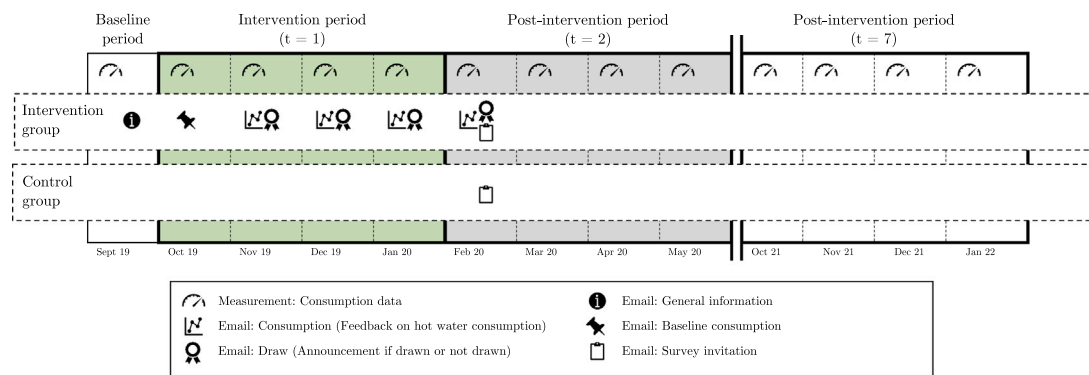 Baseline period
Intervention period (t = 1)
Post-intervention period (t = 2)
Post-intervention period (t = 7)
Intervention group
Control group
Sept 19 Oct 19 Nov 19 Dec 19 Jan 20 Feb 20 Mar 20 Apr 20 May 20 Oct 21 Nov 21 Dec 21 Jan 22
Measurement: Consumption data
Email: Consumption (Feedback on hot water consumption)
Email: Draw (Announcement if drawn or not drawn)
Email: General information
Email: Baseline consumption
Email: Survey invitation